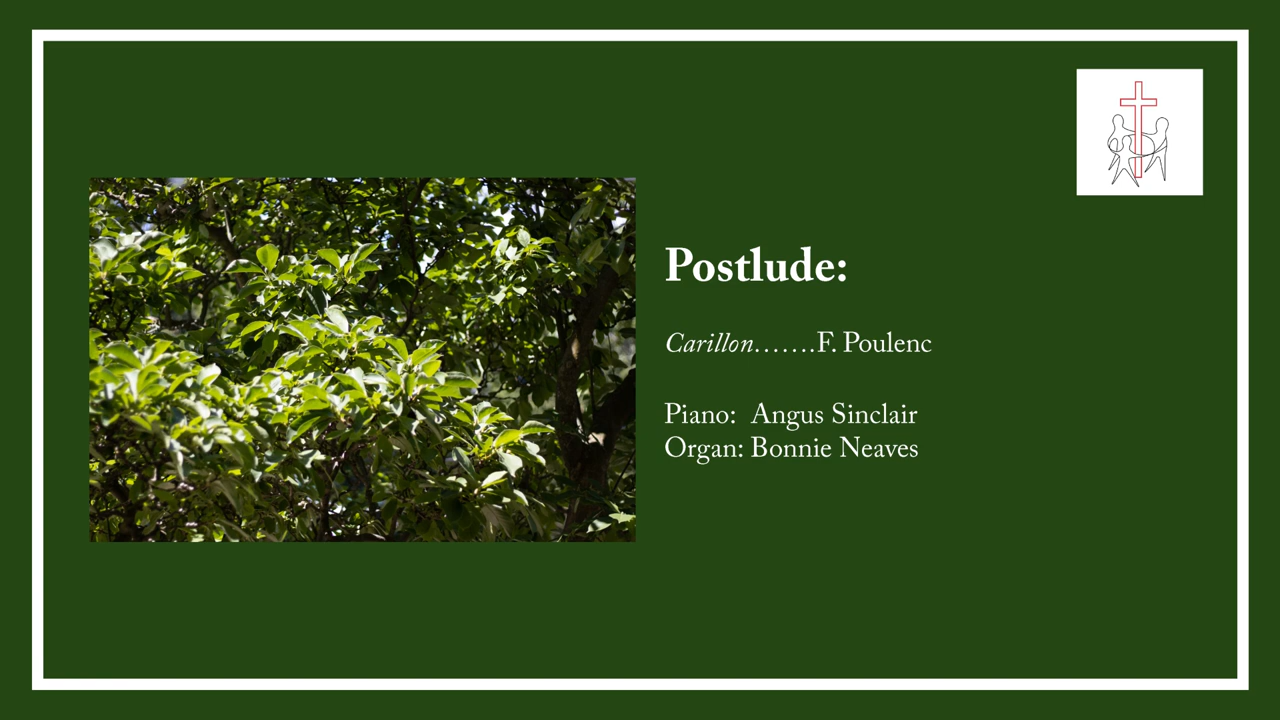 Postlude:
Carillon.......F. Poulenc
Piano:  Angus Sinclair
Organ: Bonnie Neaves